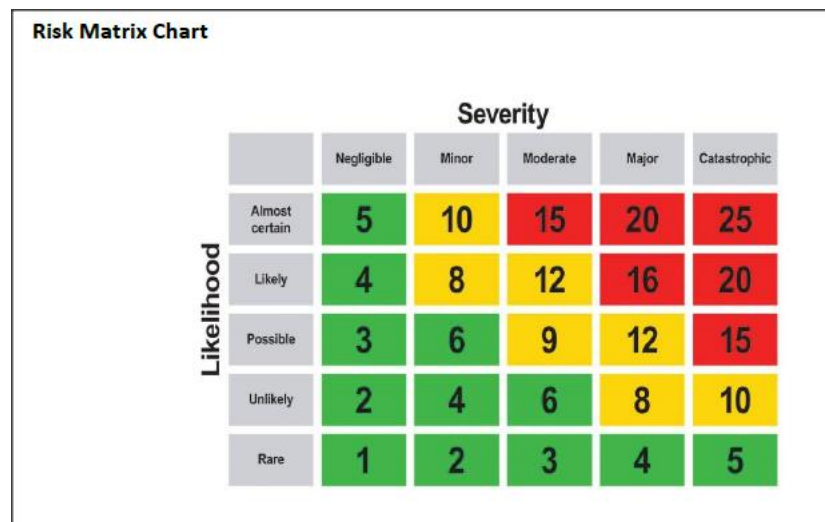 Risk Matrix Chart
Severity
Negligible Minor Moderate Major Catastrophic
Likelihood
Almost
certain
5 10 15 20 25
Likely 4 8 12 16 20
Possible 3 6 9 12 15
Unlikely 2 4 6 8 10
Rare 1 2 3 4 5